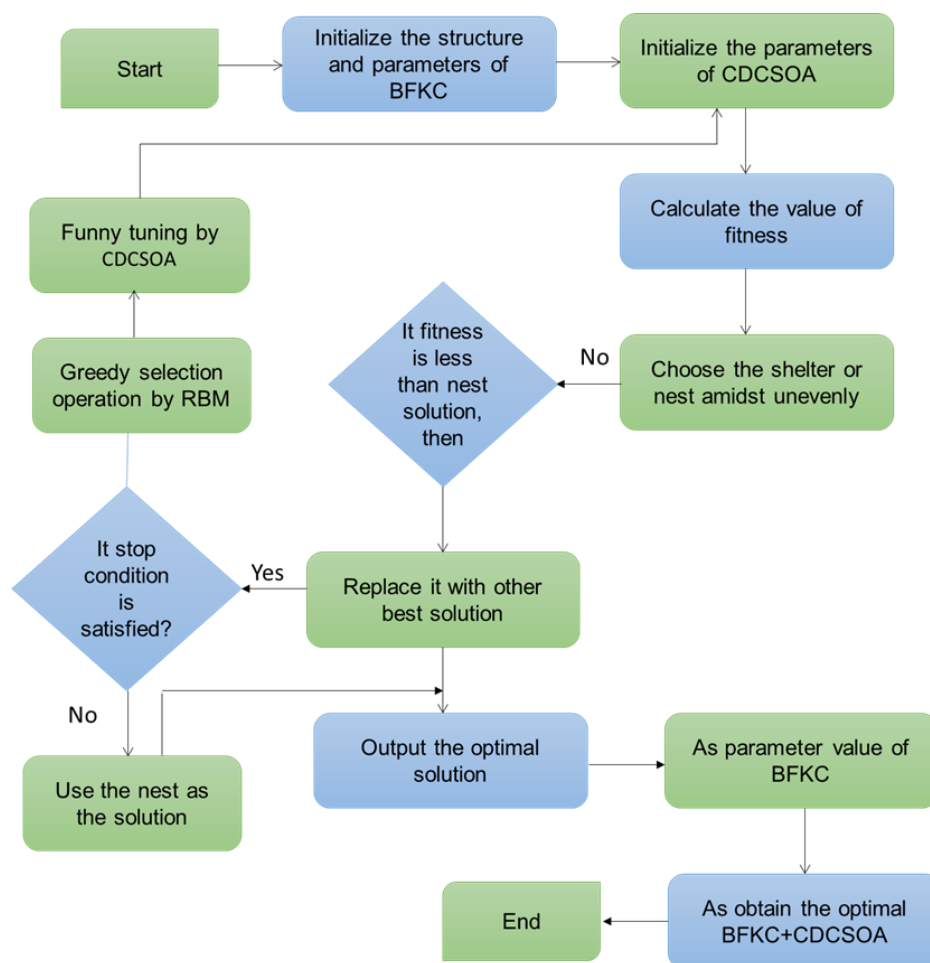 Start
Initialize the structure
and parameters of
BFKC
Initialize the parameters
of CDCSOA
Calculate the value of
fitness
Choose the shelter or
nest amidst unevenly
No
It fitness
is less
than nest
solution,
then
Funny tuning by
CDCSOA
Greedy selection
operation by RBM
It stop
condition
is
satisfied?
Yes
Replace it with other
best solution
No
Use the nest as
the solution
Output the optimal
solution
As parameter value of
BFKC
As obtain the optimal
BFKC+CDCSOA
End